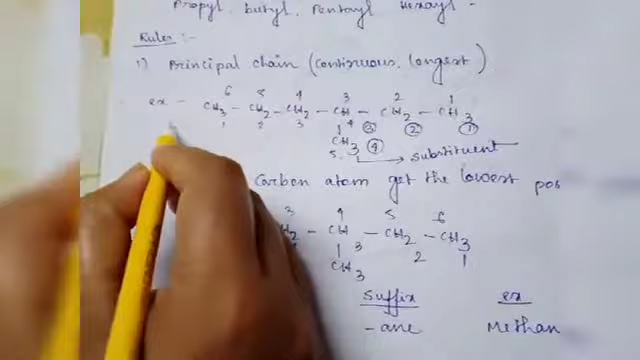 Propyl, butyl, Pentayl Hexayl -
Rules :-
1) Principal chain (continuous, longest)
6 5 4 3 2 1
ex - CH3 - CH2 - CH2 - CH - CH2 - CH3
1 2 3 4 3 2 1
CH3 4
5 substituent
Carbon atom get the lowest pos
3 4 5 6
H2 - CH - CH2 - CH3
3 2 1
CH3
suffix ex
- ane Methan